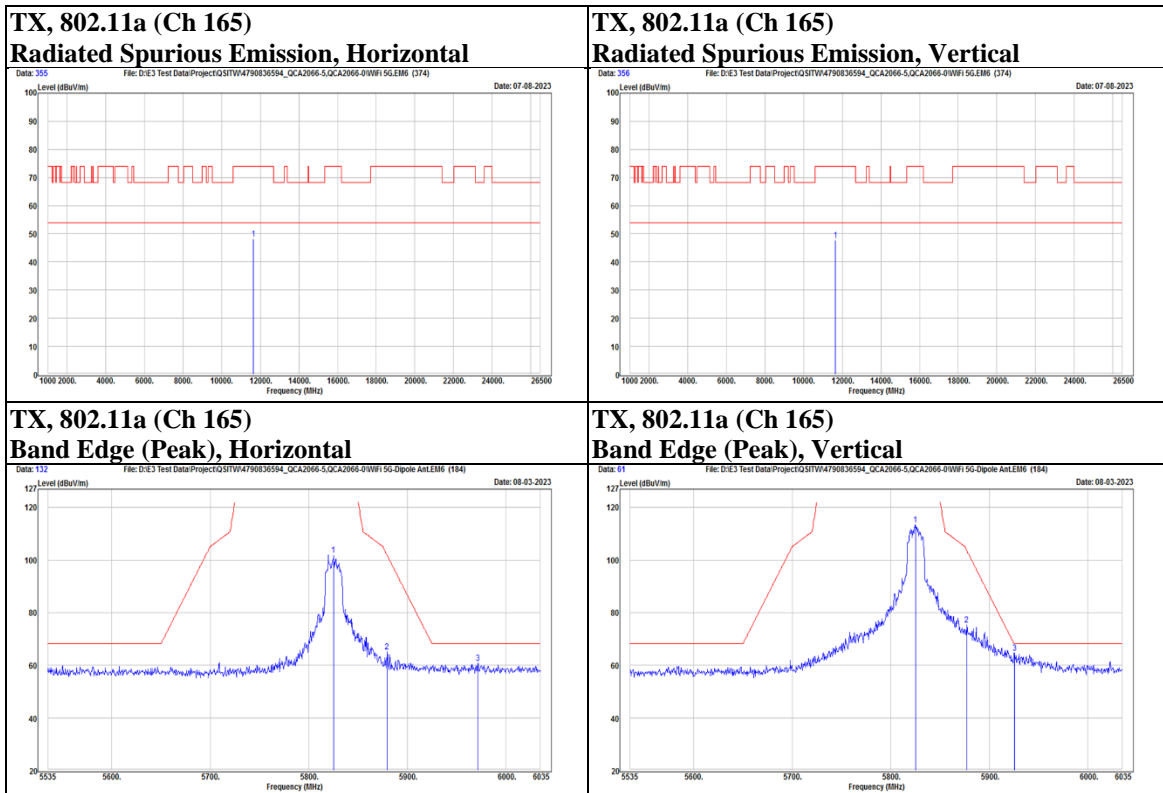 TX, 802.11a (Ch 165)
Radiated Spurious Emission, Horizontal
Data: 355 File: D:\E3 Test Data\Project\QSITW\4790836594_QCA2066-5,QCA2066-0\WiFi 5G.EM6 (374)
Level (dBuV/m)
Date: 07-08-2023
100
90
80
70
60
50
40
30
20
10
0
1
1000 2000. 4000. 6000. 8000. 10000. 12000. 14000. 16000. 18000. 20000. 22000. 24000. 26500
Frequency (MHz)
TX, 802.11a (Ch 165)
Radiated Spurious Emission, Vertical
Data: 356 File: D:\E3 Test Data\Project\QSITW\4790836594_QCA2066-5,QCA2066-0\WiFi 5G.EM6 (374)
Level (dBuV/m)
Date: 07-08-2023
100
90
80
70
60
50
40
30
20
10
0
1
1000 2000. 4000. 6000. 8000. 10000. 12000. 14000. 16000. 18000. 20000. 22000. 24000. 26500
Frequency (MHz)
TX, 802.11a (Ch 165)
Band Edge (Peak), Horizontal
Data: 132 File: D:\E3 Test Data\Project\QSITW\4790836594_QCA2066-5,QCA2066-0\WiFi 5G-Dipole Ant.EM6 (184)
127 Level (dBuV/m)
Date: 08-03-2023
120
100
80
60
40
20
1
2
3
5535 5600. 5700. 5800. 5900. 6000. 6035
Frequency (MHz)
TX, 802.11a (Ch 165)
Band Edge (Peak), Vertical
Data: 61 File: D:\E3 Test Data\Project\QSITW\4790836594_QCA2066-5,QCA2066-0\WiFi 5G-Dipole Ant.EM6 (184)
127 Level (dBuV/m)
Date: 08-03-2023
120
100
80
60
40
20
1
2
3
5535 5600. 5700. 5800. 5900. 6000. 6035
Frequency (MHz)